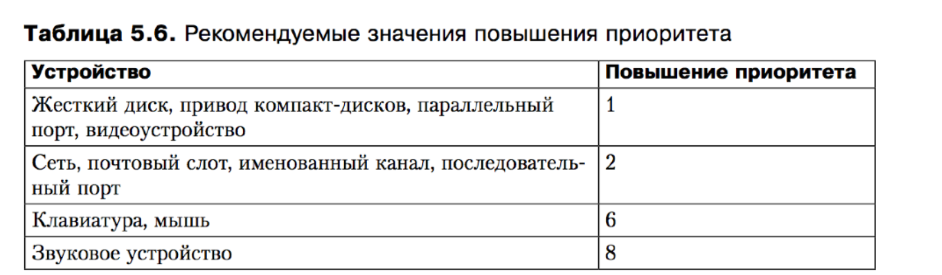 Таблица 5.6. Рекомендуемые значения повышения приоритета
Устройство Повышение приоритета
Жесткий диск, привод компакт-дисков, параллельный 1
порт, видеоустройство
Сеть, почтовый слот, именованный канал, последователь- 2
ный порт
Клавиатура, мышь 6
Звуковое устройство 8